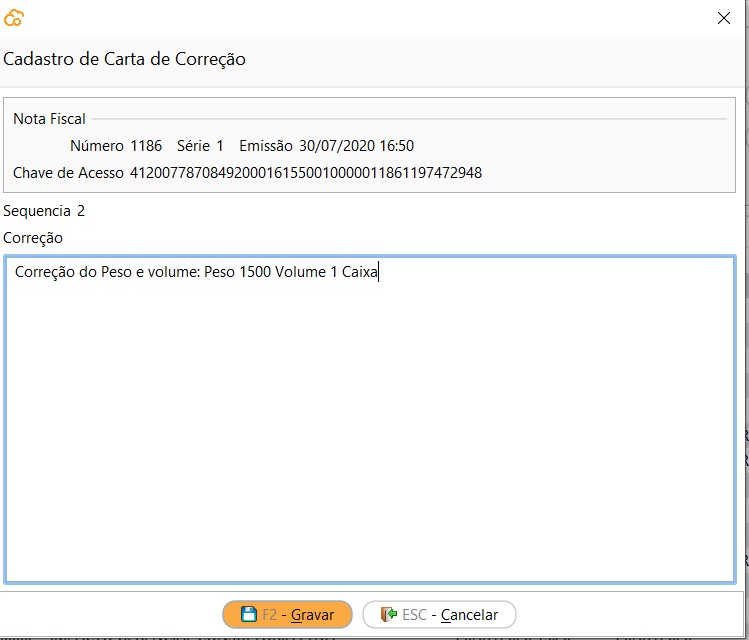 Cadastro de Carta de Correção
Nota Fiscal
Número 1186 Série 1 Emissão 30/07/2020 16:50
Chave de Acesso 41200778708492000161550010000011861197472948
Sequencia 2
Correção
Correção do Peso e volume: Peso 1500 Volume 1 Caixa
F2 - Gravar ESC - Cancelar